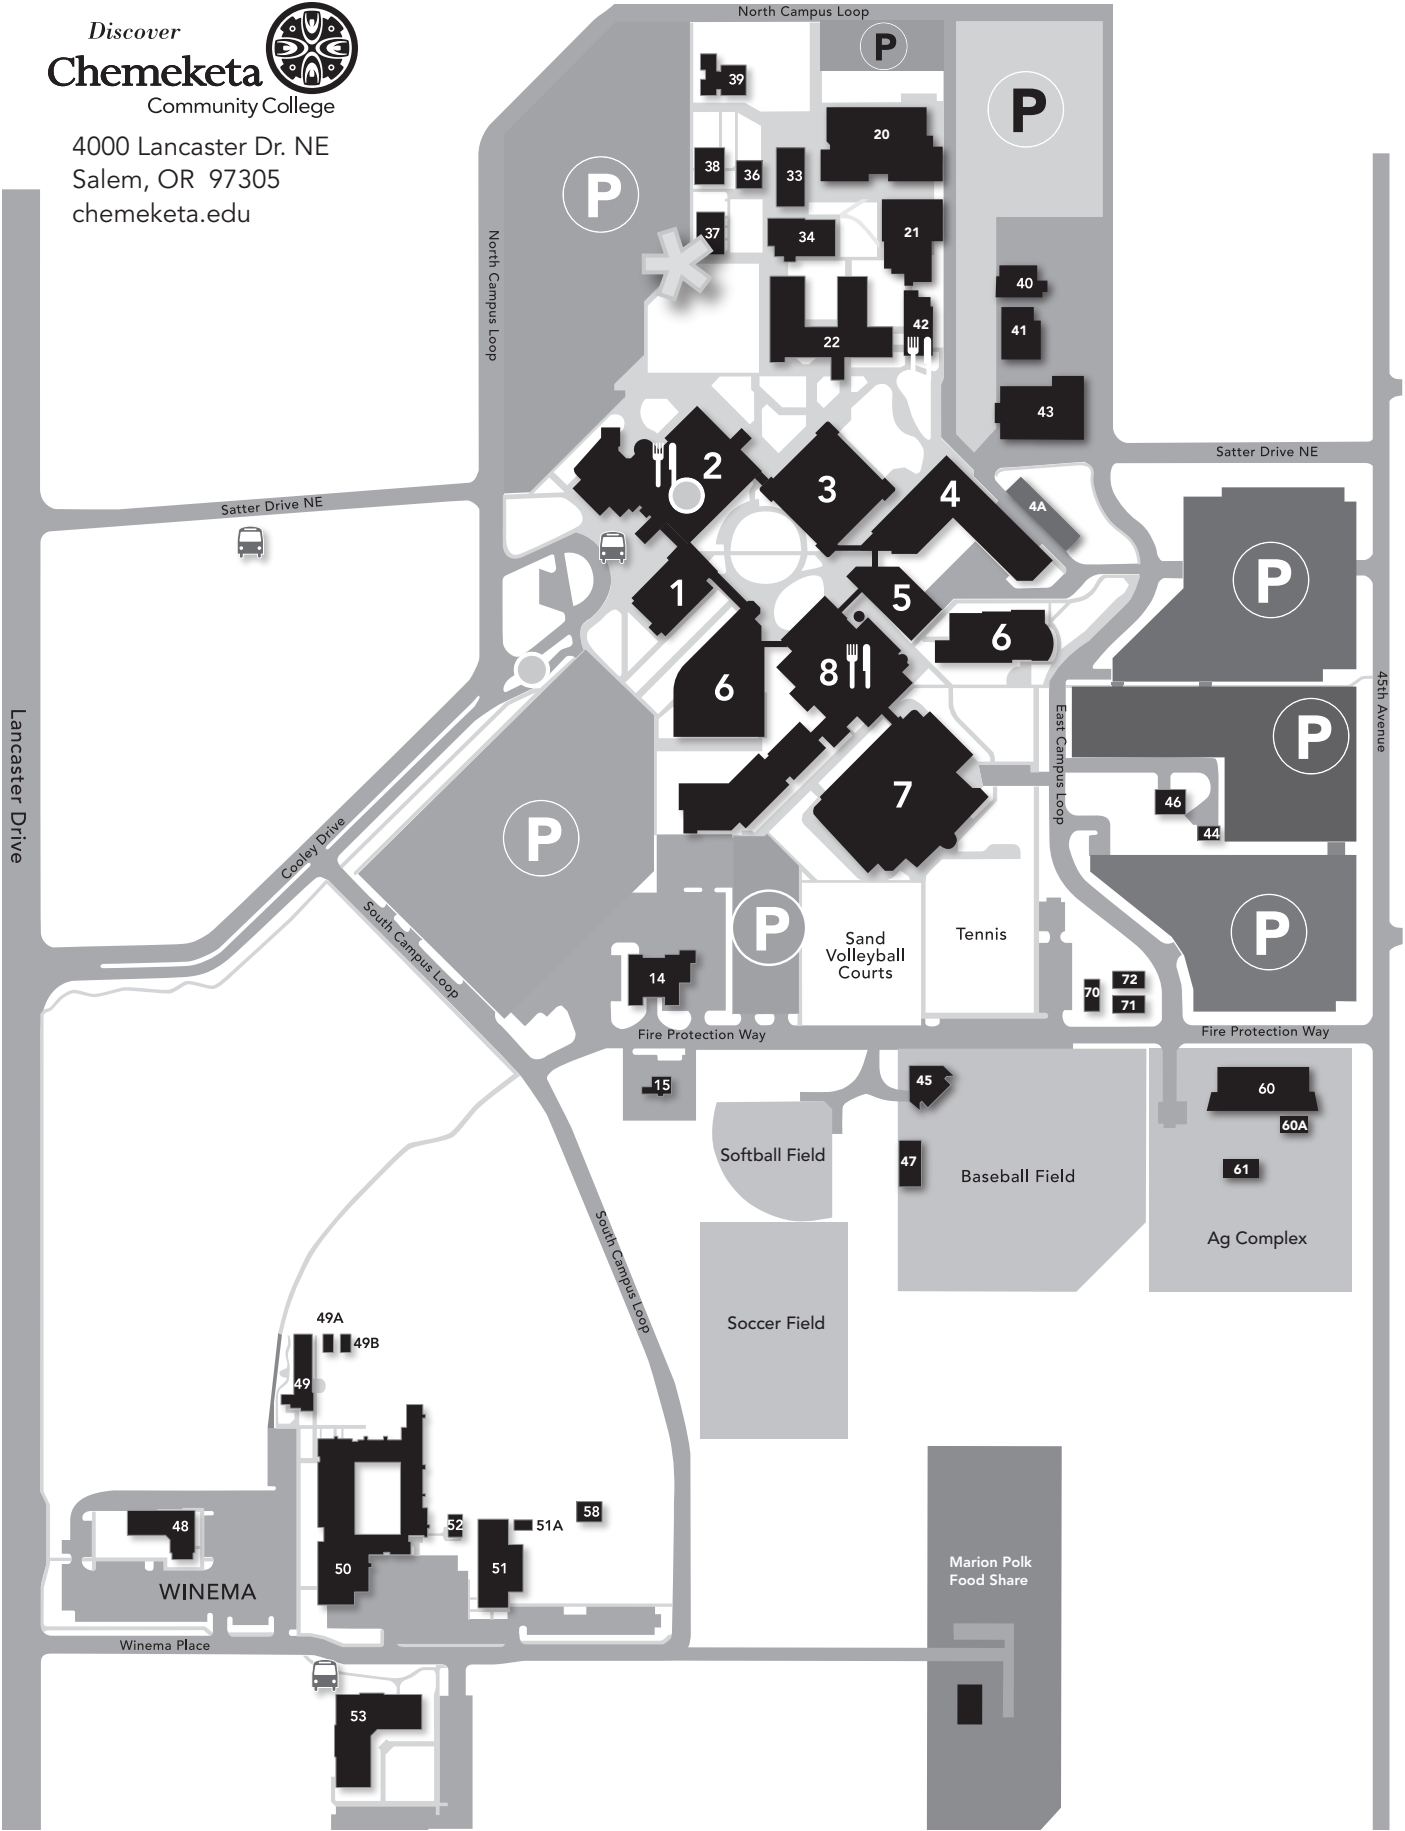 Discover
Chemeketa
Community College
4000 Lancaster Dr. NE
Salem, OR 97305
chemeketa.edu
North Campus Loop
P
P
P
39
20
38
36
33
37
34
21
North Campus Loop
40
41
42
22
43
Satter Drive NE
Satter Drive NE
2
3
4
4A
P
1
5
6
8
6
45th Avenue
Lancaster Drive
East Campus Loop
P
7
46
44
P
Cooley Drive
South Campus Loop
P
P
Sand
Volleyball
Courts
Tennis
14
70
72
71
Fire Protection Way
Fire Protection Way
15
45
60
60A
Softball Field
47
Baseball Field
61
Ag Complex
South Campus Loop
Soccer Field
49A
49B
49
48
52
51A
58
50
51
WINEMA
Marion Polk
Food Share
Winema Place
53